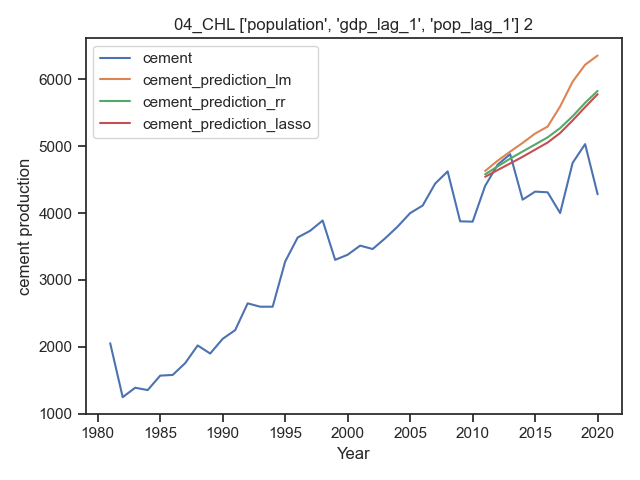 04_CHL ['population', 'gdp_lag_1', 'pop_lag_1'] 2
cement
cement_prediction_lm
cement_prediction_rr
cement_prediction_lasso
cement production
6000
5000
4000
3000
2000
1000
1980 1985 1990 1995 2000 2005 2010 2015 2020
Year